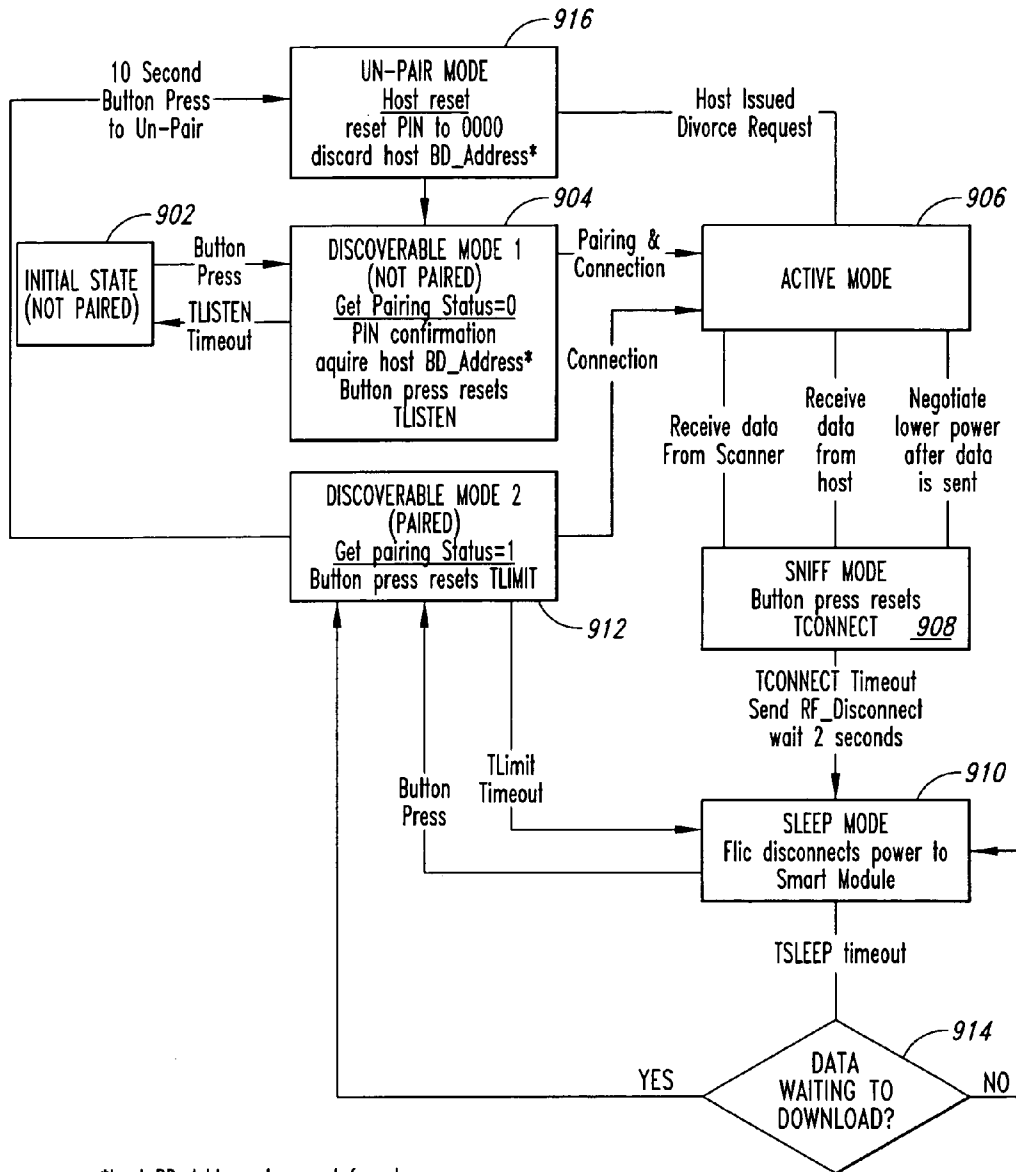 916
10 Second
Button Press
to Un-Pair
UN-PAIR MODE
Host reset
reset PIN to 0000
discard host BD_Address*
Host Issued
Divorce Request
902
INITIAL STATE
(NOT PAIRED)
Button
Press
TLISTEN
Timeout
904
DISCOVERABLE MODE 1
(NOT PAIRED)
Get Pairing Status=0
PIN confirmation
aquire host BD_Address*
Button press resets
TLISTEN
Pairing &
Connection
906
ACTIVE MODE
Connection
Receive data
From Scanner
Receive
data
from
host
Negotiate
lower power
after data
is sent
DISCOVERABLE MODE 2
(PAIRED)
Get pairing Status=1
Button press resets TLIMIT
912
SNIFF MODE
Button press resets
TCONNECT 908
TCONNECT Timeout
Send RF_Disconnect
wait 2 seconds
Button
Press
TLimit
Timeout
910
SLEEP MODE
Flic disconnects power to
Smart Module
TSLEEP timeout
914
DATA
WAITING TO
DOWNLOAD?
YES
NO